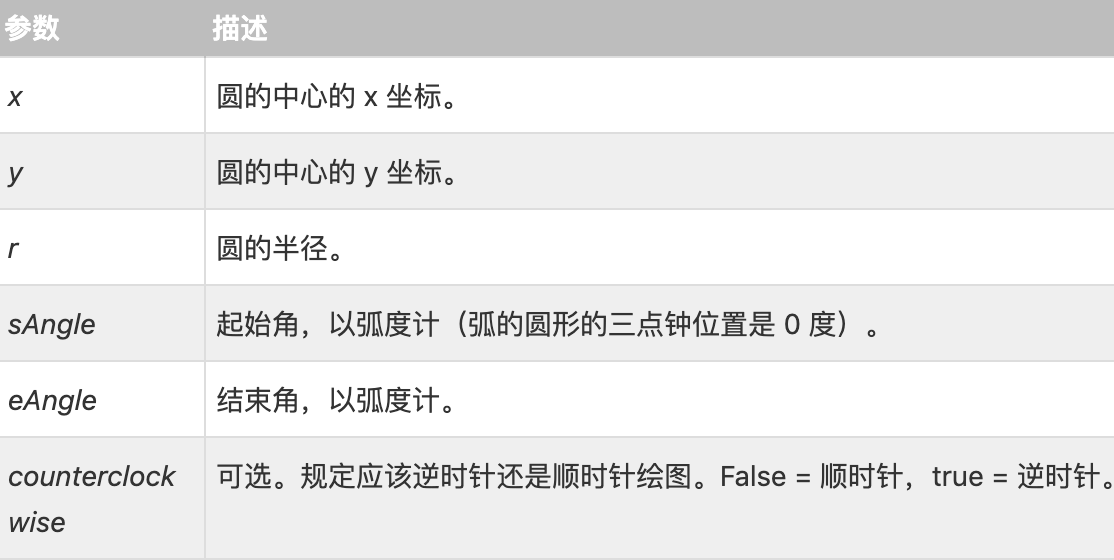 参数 描述
x 圆的中心的 x 坐标。
y 圆的中心的 y 坐标。
r 圆的半径。
sAngle 起始角，以弧度计（弧的圆形的三点钟位置是 0 度）。
eAngle 结束角，以弧度计。
counterclock 可选。规定应该逆时针还是顺时针绘图。False = 顺时针，true = 逆时针。
wise